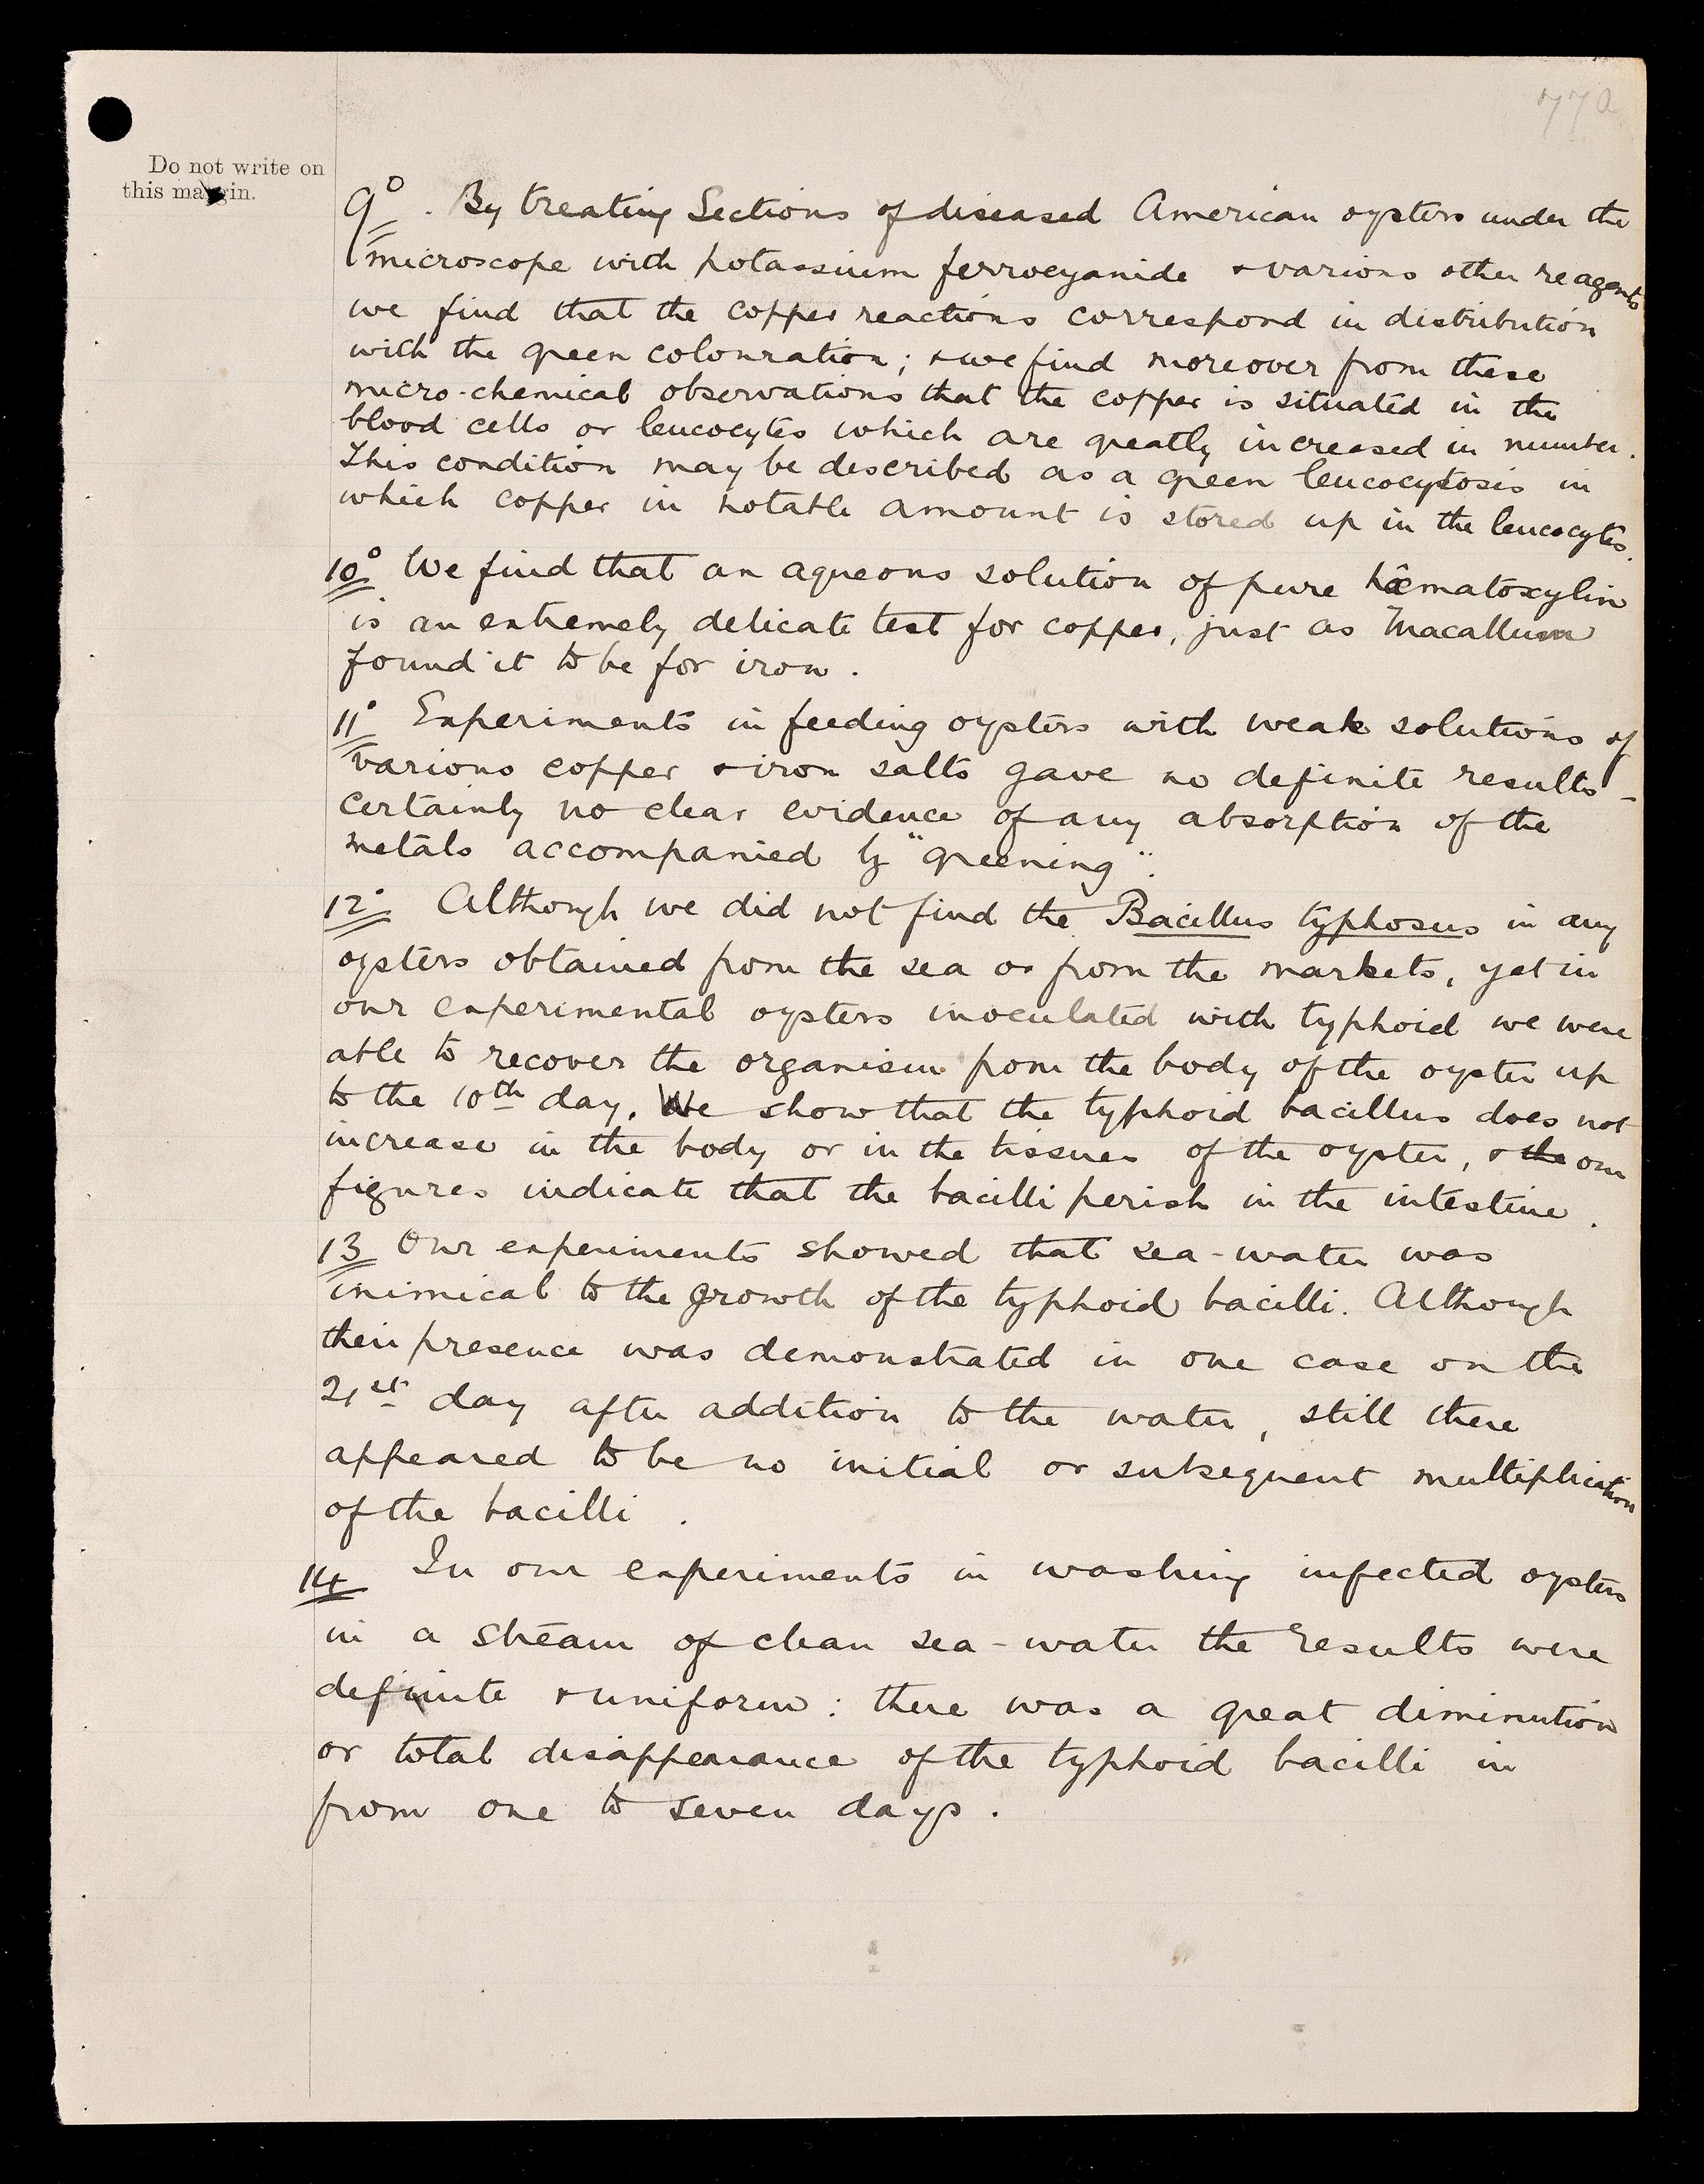 77a
Do not write on
this margin.
9°. By treating Sections of diseased American oysters under the
microscope with potassium ferrocyanide & various other reagents
we find that the copper reactions correspond in distribution
with the green colouration; & we find moreover from these
micro-chemical observations that the copper is situated in the
blood cells or leucocytes which are greatly increased in number.
This condition may be described as a green leucocytosis in
which copper in notable amount is stored up in the leucocytes.
10° We find that an aqueous solution of pure hæmatoxylin
is an extremely delicate test for copper, just as Macallum
found it to be for iron.
11° Experiments in feeding oysters with weak solutions of
various copper & iron salts gave no definite results -
certainly no clear evidence of any absorption of the
metals accompanied by "greening".
12° Although we did not find the Bacillus typhosus in any
oysters obtained from the sea or from the markets, yet in
our experimental oysters inoculated with typhoid we were
able to recover the organism from the body of the oyster up
to the 10th day. We show that the typhoid bacillus does not
increase in the body or in the tissues of the oyster, & the our
figures indicate that the bacilli perish in the intestine.
13 Our experiments showed that sea-water was
inimical to the growth of the typhoid bacilli. Although
their presence was demonstrated in one case on the
21st day after addition to the water, still there
appeared to be no initial or subsequent multiplication
of the bacilli.
14 In our experiments in washing infected oysters
in a stream of clean sea-water the results were
definite & uniform: there was a great diminution
or total disappearance of the typhoid bacilli in
from one to seven days.